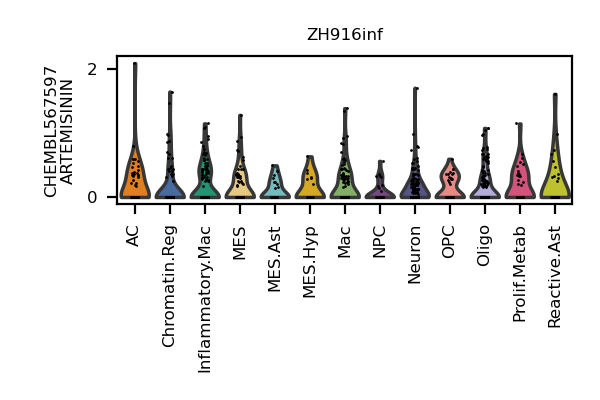 ZH916inf
CHEMBL567597
ARTEMISININ
2
0
AC
Chromatin.Reg
Inflammatory.Mac
MES
MES.Ast
MES.Hyp
Mac
NPC
Neuron
OPC
Oligo
Prolif.Metab
Reactive.Ast